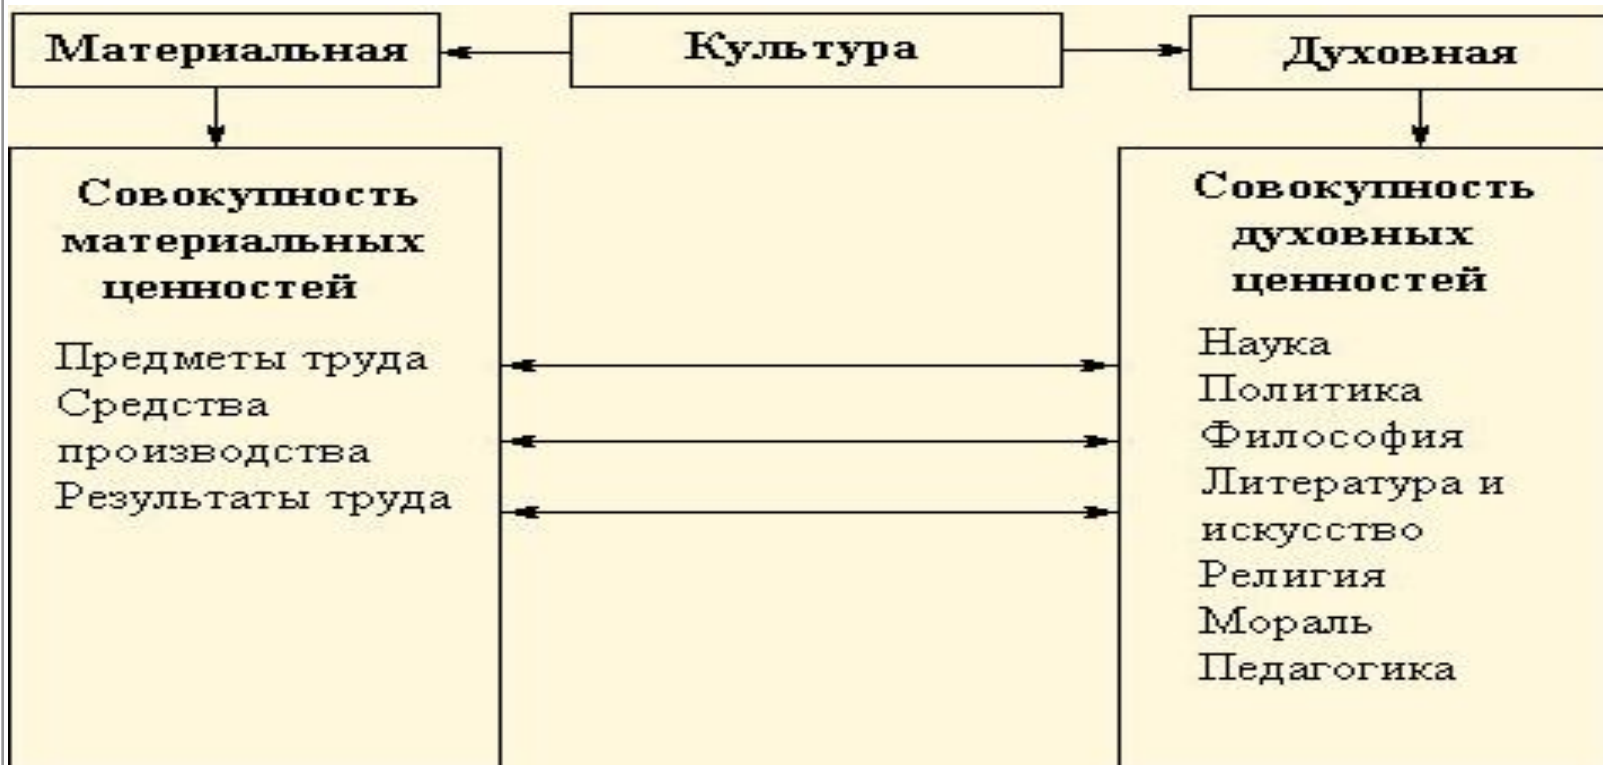 Материальная
Культура
Духовная
Совокупность
материальных
ценностей
Предметы труда
Средства
производства
Результаты труда
Совокупность
духовных
ценностей
Наука
Политика
Философия
Литература и
искусство
Религия
Мораль
Педагогика